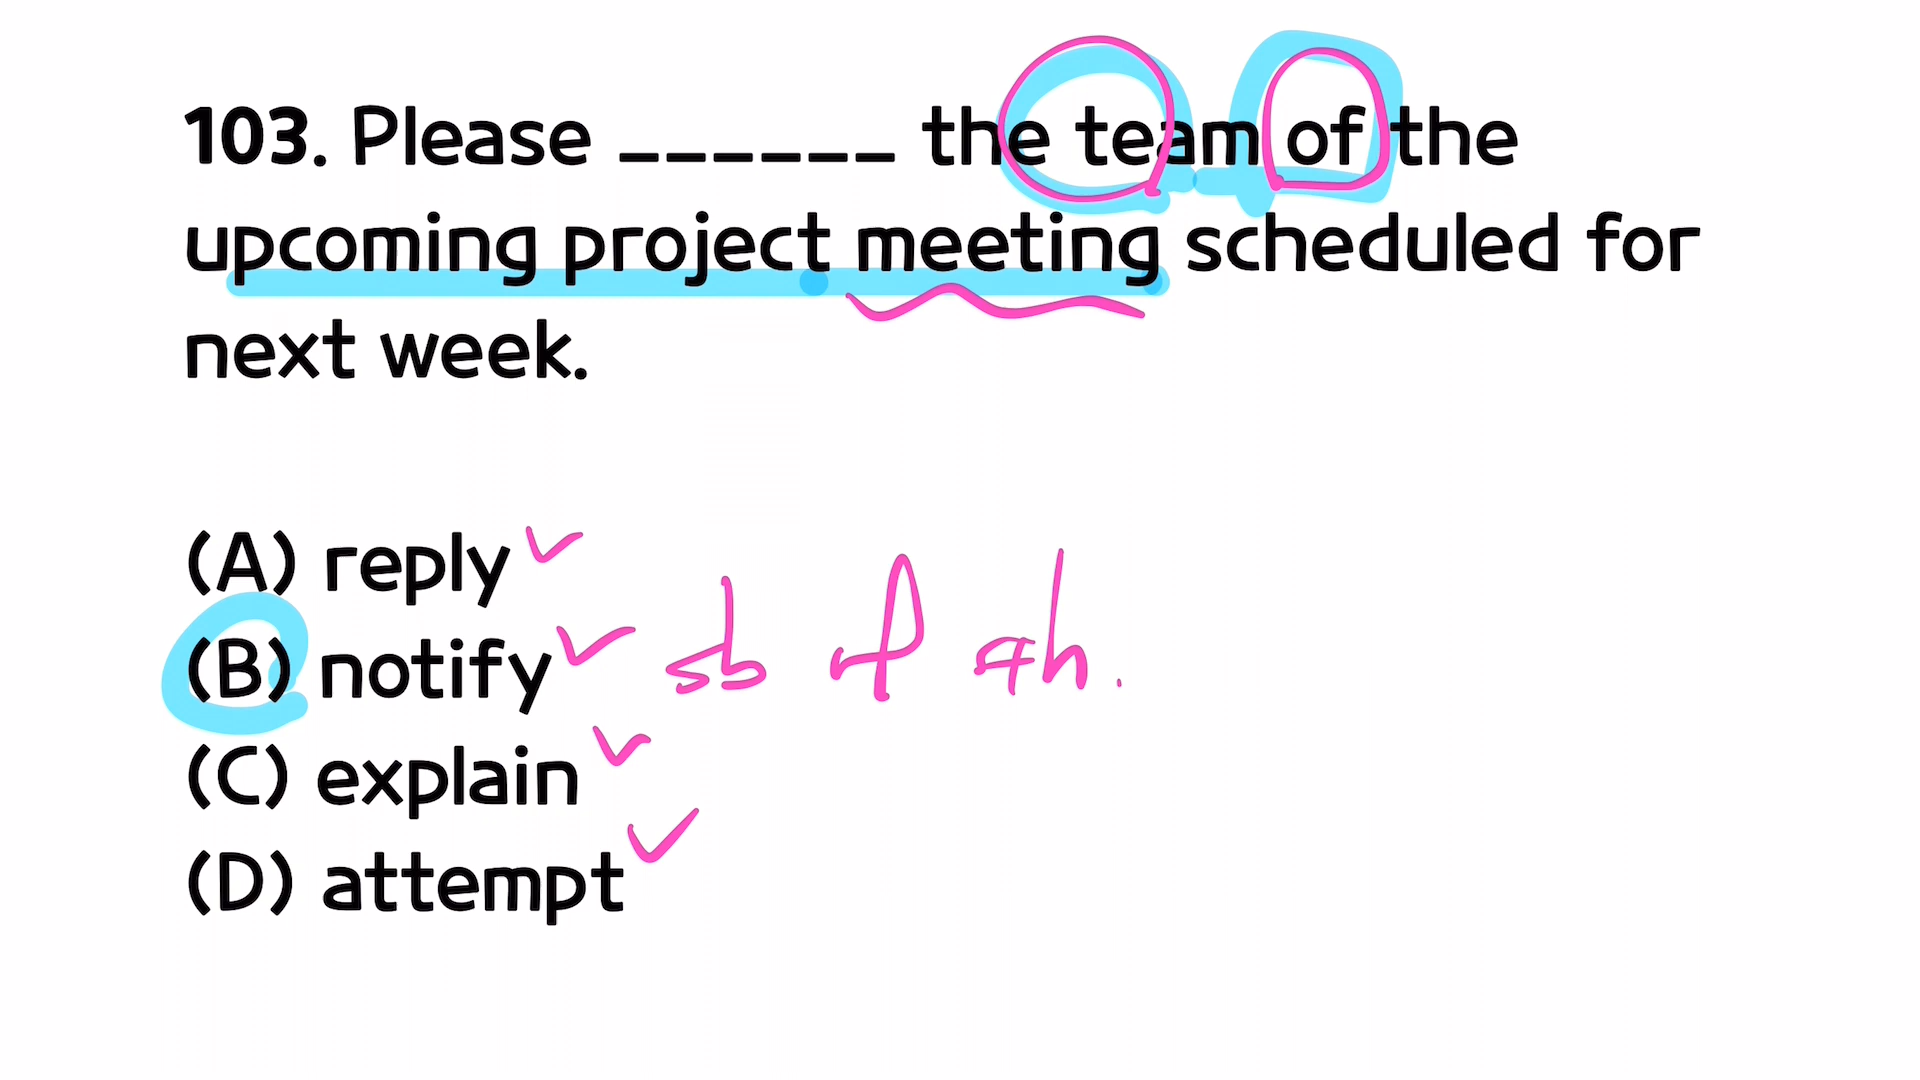 103. Please ______ the team of the
upcoming project meeting scheduled for
next week.
(A) reply
(B) notify sb of sth.
(C) explain
(D) attempt